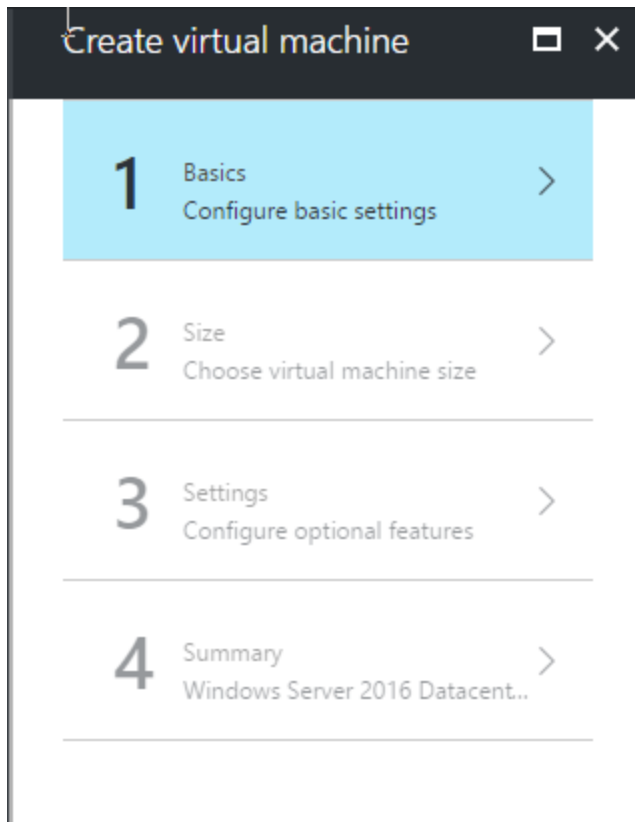 Create virtual machine
1
Basics
Configure basic settings
2
Size
Choose virtual machine size
3
Settings
Configure optional features
4
Summary
Windows Server 2016 Datacent...